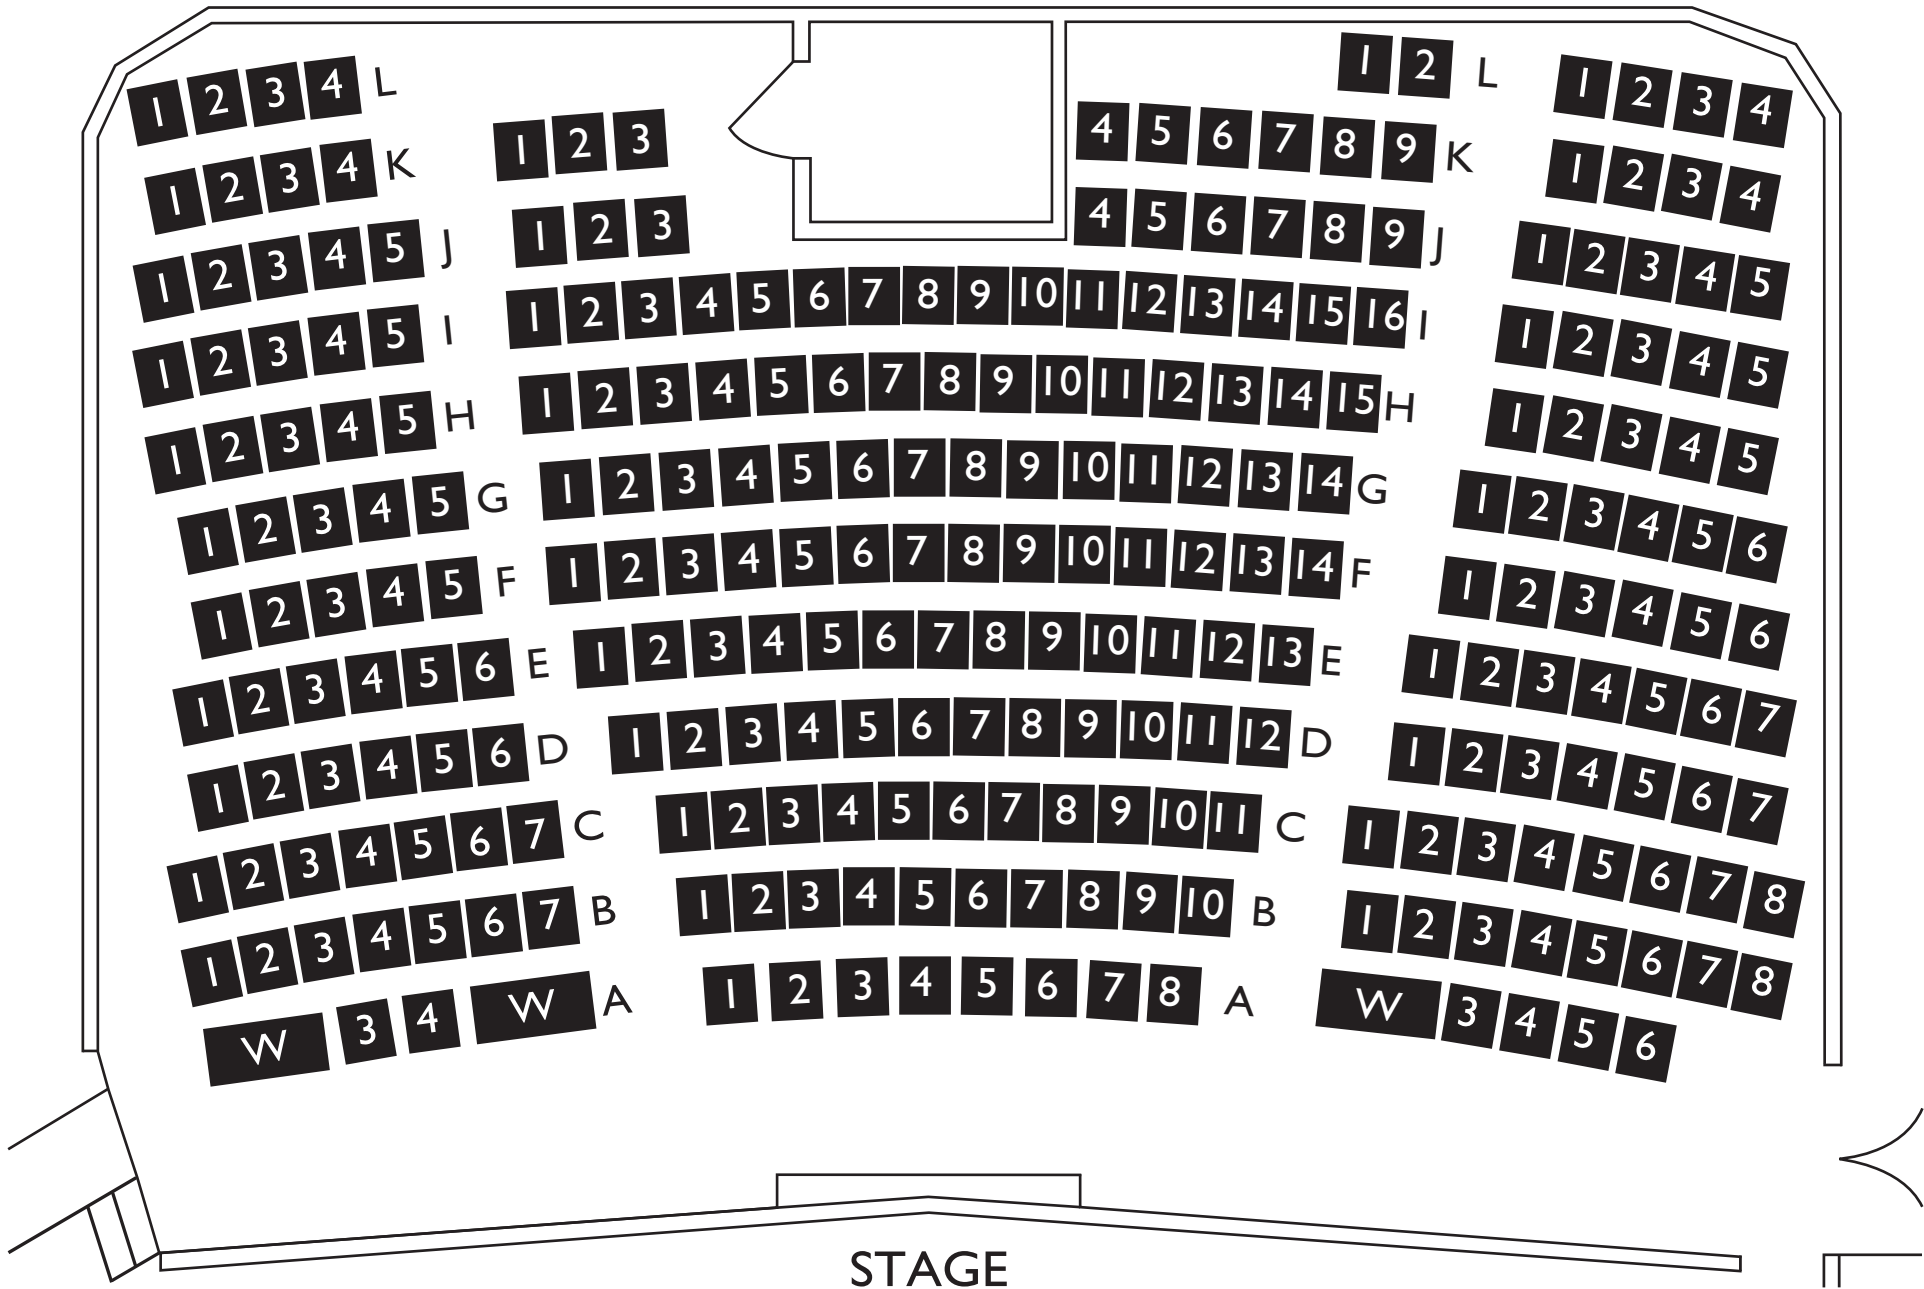 1 2 3 4 L 1 2 L 1 2 3 4
1 2 3 4 K 1 2 3 4 5 6 7 8 9 K 1 2 3 4
1 2 3 4 5 J 1 2 3 4 5 6 7 8 9 J 1 2 3 4 5
1 2 3 4 5 I 1 2 3 4 5 6 7 8 9 10 11 12 13 14 15 16 I 1 2 3 4 5
1 2 3 4 5 H 1 2 3 4 5 6 7 8 9 10 11 12 13 14 15 H 1 2 3 4 5
1 2 3 4 5 G 1 2 3 4 5 6 7 8 9 10 11 12 13 14 G 1 2 3 4 5 6
1 2 3 4 5 F 1 2 3 4 5 6 7 8 9 10 11 12 13 14 F 1 2 3 4 5 6
1 2 3 4 5 6 E 1 2 3 4 5 6 7 8 9 10 11 12 13 E 1 2 3 4 5 6 7
1 2 3 4 5 6 D 1 2 3 4 5 6 7 8 9 10 11 12 D 1 2 3 4 5 6 7
1 2 3 4 5 6 7 C 1 2 3 4 5 6 7 8 9 10 11 C 1 2 3 4 5 6 7 8
1 2 3 4 5 6 7 B 1 2 3 4 5 6 7 8 9 10 B 1 2 3 4 5 6 7 8
W 3 4 W A 1 2 3 4 5 6 7 8 A W 3 4 5 6
STAGE